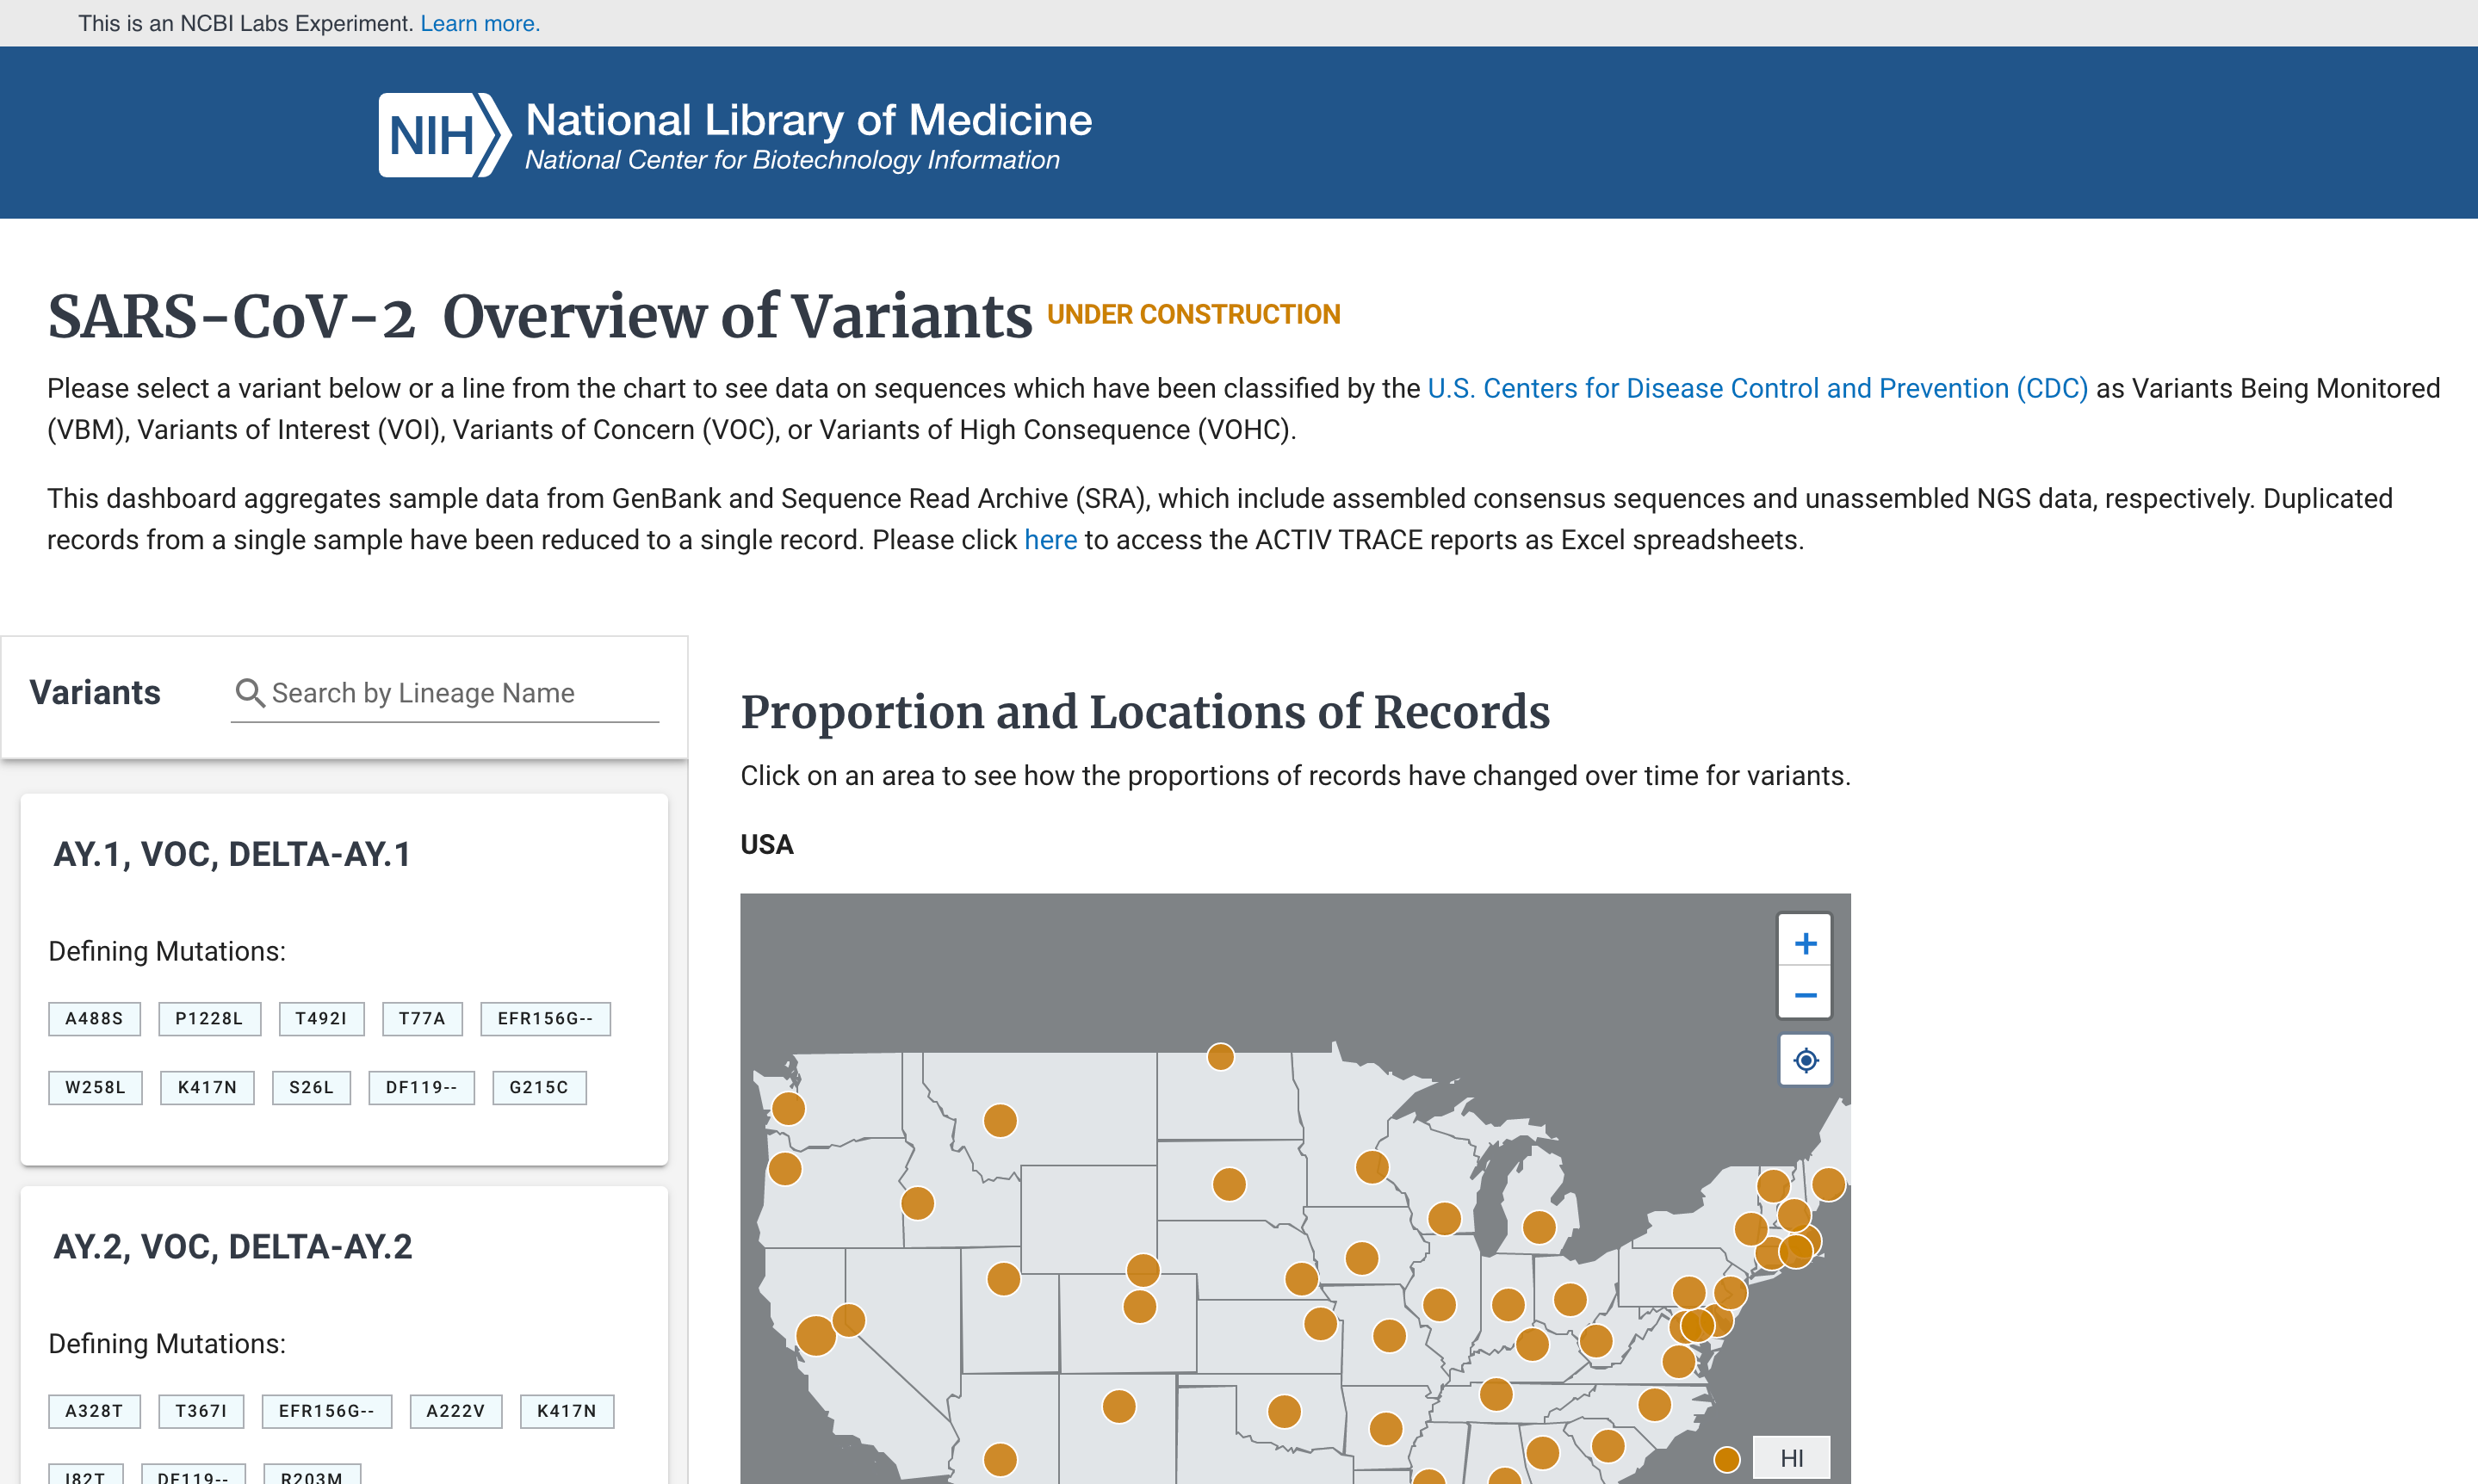 This is an NCBI Labs Experiment. Learn more.
NIH
National Library of Medicine
National Center for Biotechnology Information
SARS-CoV-2 Overview of Variants UNDER CONSTRUCTION
Please select a variant below or a line from the chart to see data on sequences which have been classified by the U.S. Centers for Disease Control and Prevention (CDC) as Variants Being Monitored
(VBM), Variants of Interest (VOI), Variants of Concern (VOC), or Variants of High Consequence (VOHC).
This dashboard aggregates sample data from GenBank and Sequence Read Archive (SRA), which include assembled consensus sequences and unassembled NGS data, respectively. Duplicated
records from a single sample have been reduced to a single record. Please click here to access the ACTIV TRACE reports as Excel spreadsheets.
Variants
Search by Lineage Name
AY.1, VOC, DELTA-AY.1
Defining Mutations:
A488S P1228L T492I T77A EFR156G--
W258L K417N S26L DF119-- G215C
AY.2, VOC, DELTA-AY.2
Defining Mutations:
A328T T367I EFR156G-- A222V K417N
I82T DF119-- R203M
Proportion and Locations of Records
Click on an area to see how the proportions of records have changed over time for variants.
USA
+
−
HI